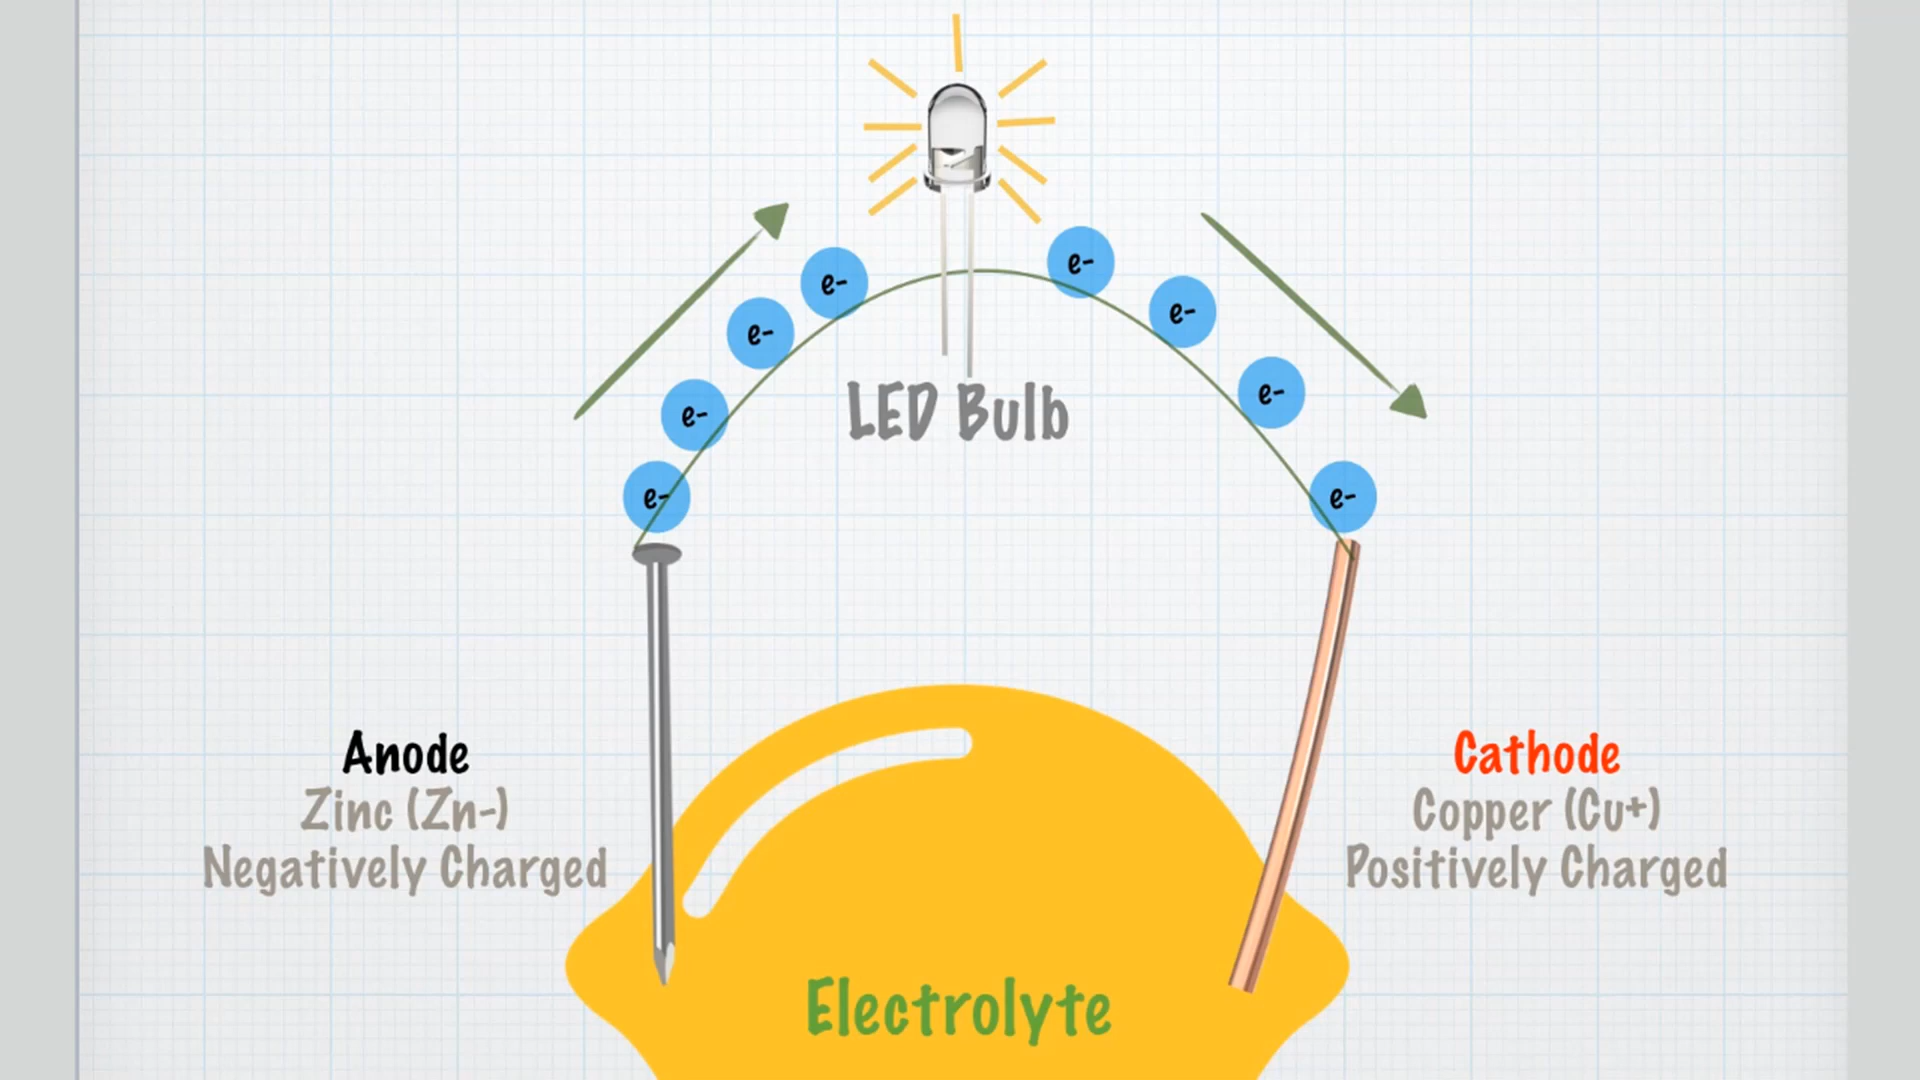 e-
e-
e-
e-
e-
e-
e-
e-
LED Bulb
Anode
Zinc (Zn-)
Negatively Charged
Cathode
Copper (Cu+)
Positively Charged
Electrolyte